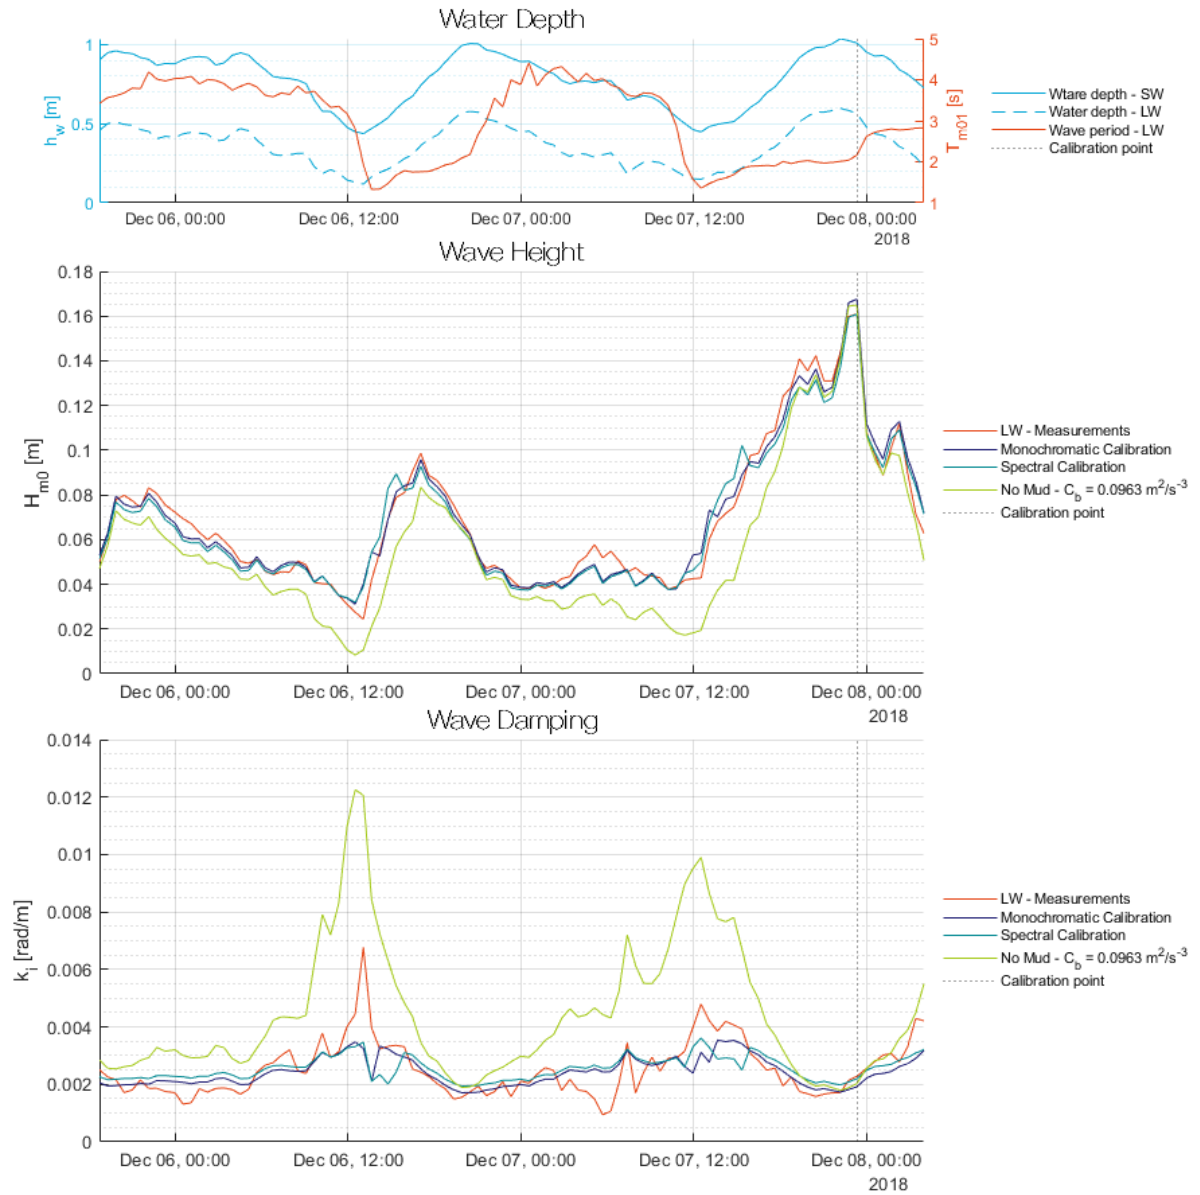 Water Depth
1
0.5
0
h_w [m]
5
4
3
2
1
T_m01 [s]
Dec 06, 00:00
Dec 06, 12:00
Dec 07, 00:00
Dec 07, 12:00
Dec 08, 00:00
2018
Wtare depth - SW
Water depth - LW
Wave period - LW
Calibration point
Wave Height
0.18
0.16
0.14
0.12
0.1
0.08
0.06
0.04
0.02
0
H_m0 [m]
Dec 06, 00:00
Dec 06, 12:00
Dec 07, 00:00
Dec 07, 12:00
Dec 08, 00:00
2018
LW - Measurements
Monochromatic Calibration
Spectral Calibration
No Mud - C_b = 0.0963 m²/s⁻³
Calibration point
Wave Damping
0.014
0.012
0.01
0.008
0.006
0.004
0.002
0
k_i [rad/m]
Dec 06, 00:00
Dec 06, 12:00
Dec 07, 00:00
Dec 07, 12:00
Dec 08, 00:00
2018
LW - Measurements
Monochromatic Calibration
Spectral Calibration
No Mud - C_b = 0.0963 m²/s⁻³
Calibration point